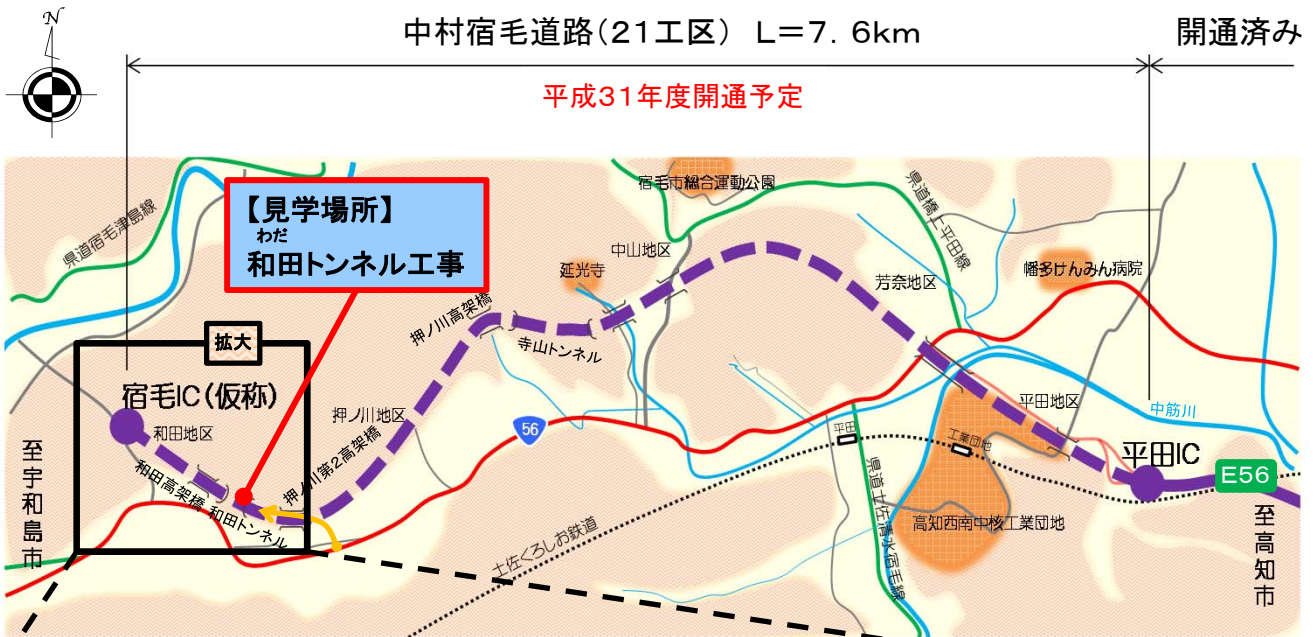 N
中村宿毛道路(21工区) L=7.6km
開通済み
平成31年度開通予定
宿毛市総合運動公園
県道宿毛津島線
【見学場所】
わだ
和田トンネル工事
県道橋上平田線
中山地区
延光寺
芳奈地区
幡多けんみん病院
押ノ川高架橋
寺山トンネル
拡大
宿毛IC(仮称)
和田地区
押ノ川地区
56
平田地区
中筋川
平田
工業団地
平田IC
E56
至宇和島市
和田高架橋
和田トンネル
押ノ川第2高架橋
土佐くろしお鉄道
県道土佐清水宿毛線
高知西南中核工業団地
至高知市